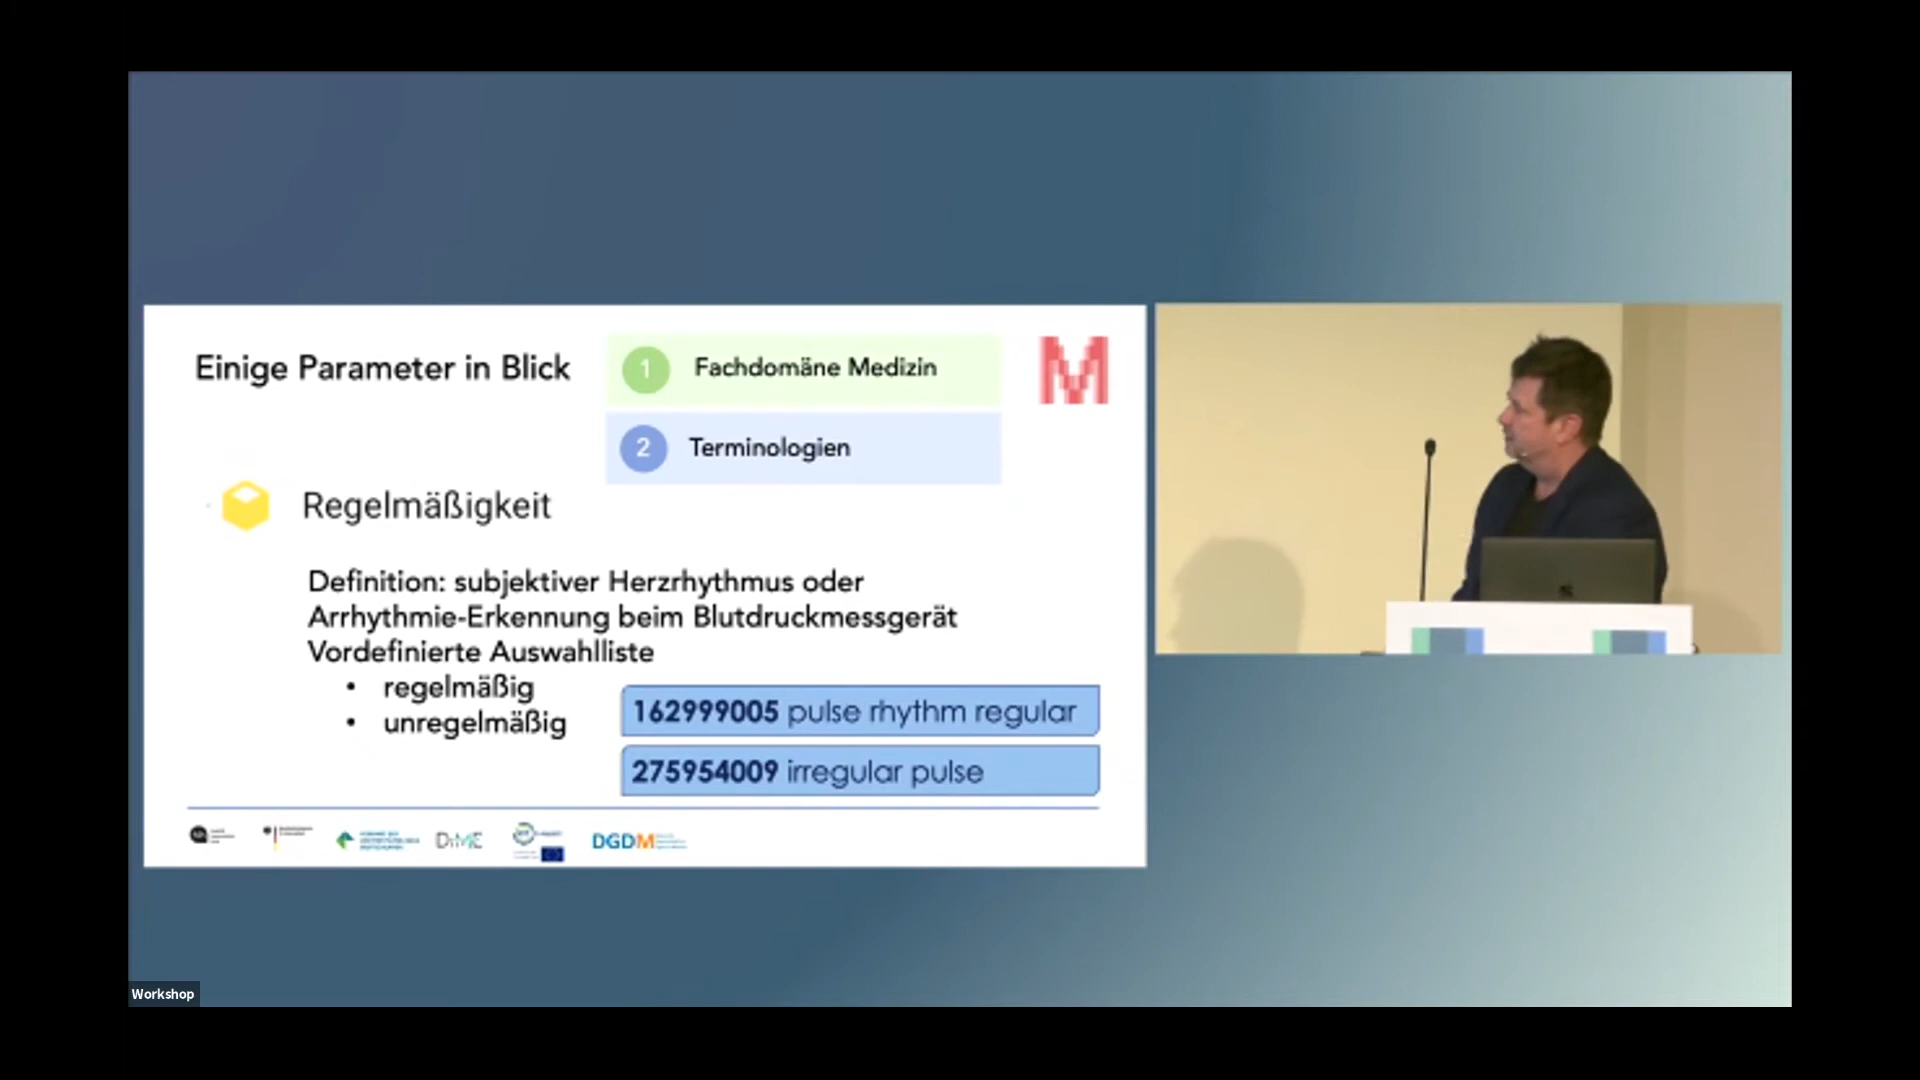 Einige Parameter in Blick
1 Fachdomäne Medizin
2 Terminologien
Regelmäßigkeit
Definition: subjektiver Herzrhythmus oder
Arrhythmie-Erkennung beim Blutdruckmessgerät
Vordefinierte Auswahlliste
• regelmäßig
• unregelmäßig
162999005 pulse rhythm regular
275954009 irregular pulse
DiME
DGDM
Workshop